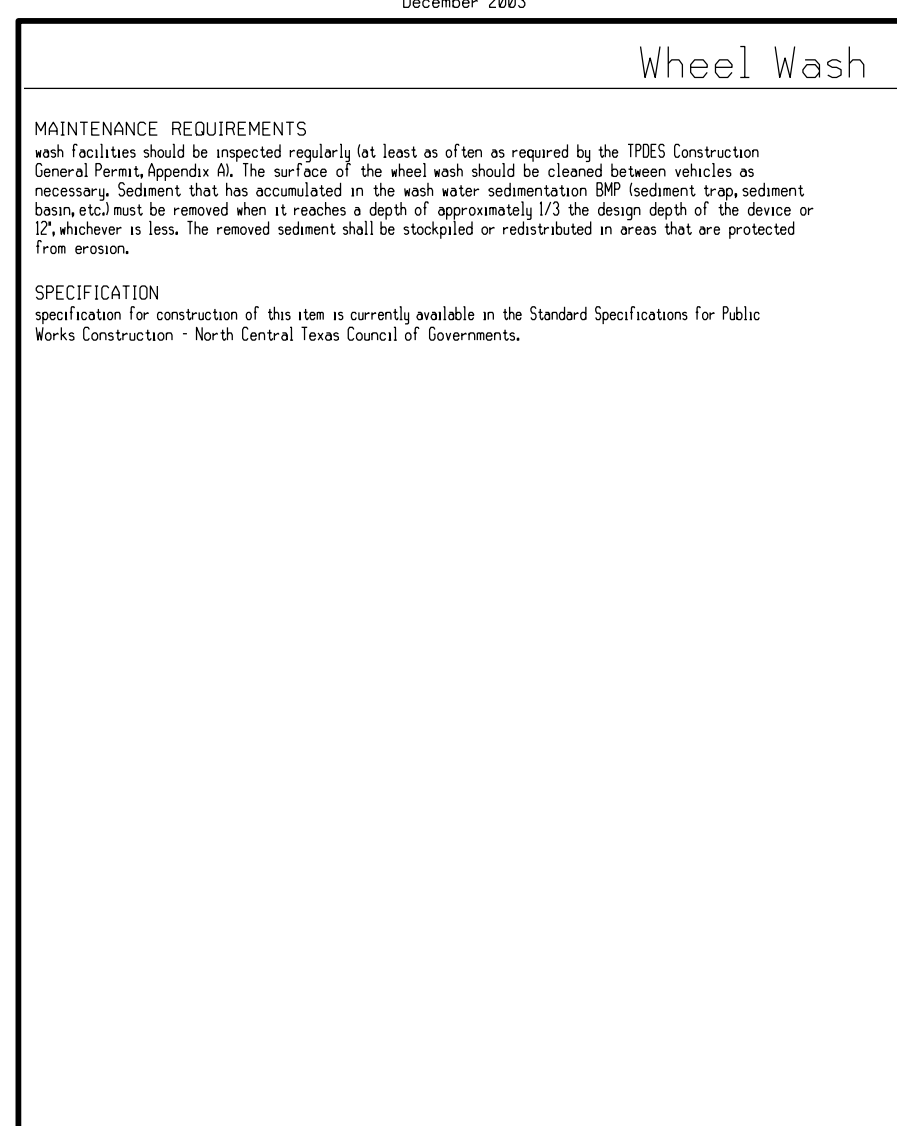 December 2003
Wheel Wash
MAINTENANCE REQUIREMENTS
wash facilities should be inspected regularly (at least as often as required by the TPDES Construction
General Permit, Appendix A). The surface of the wheel wash should be cleaned between vehicles as
necessary. Sediment that has accumulated in the wash water sedimentation BMP (sediment trap, sediment
basin, etc.) must be removed when it reaches a depth of approximately 1/3 the design depth of the device or
12", whichever is less. The removed sediment shall be stockpiled or redistributed in areas that are protected
from erosion.
SPECIFICATION
specification for construction of this item is currently available in the Standard Specifications for Public
Works Construction - North Central Texas Council of Governments.